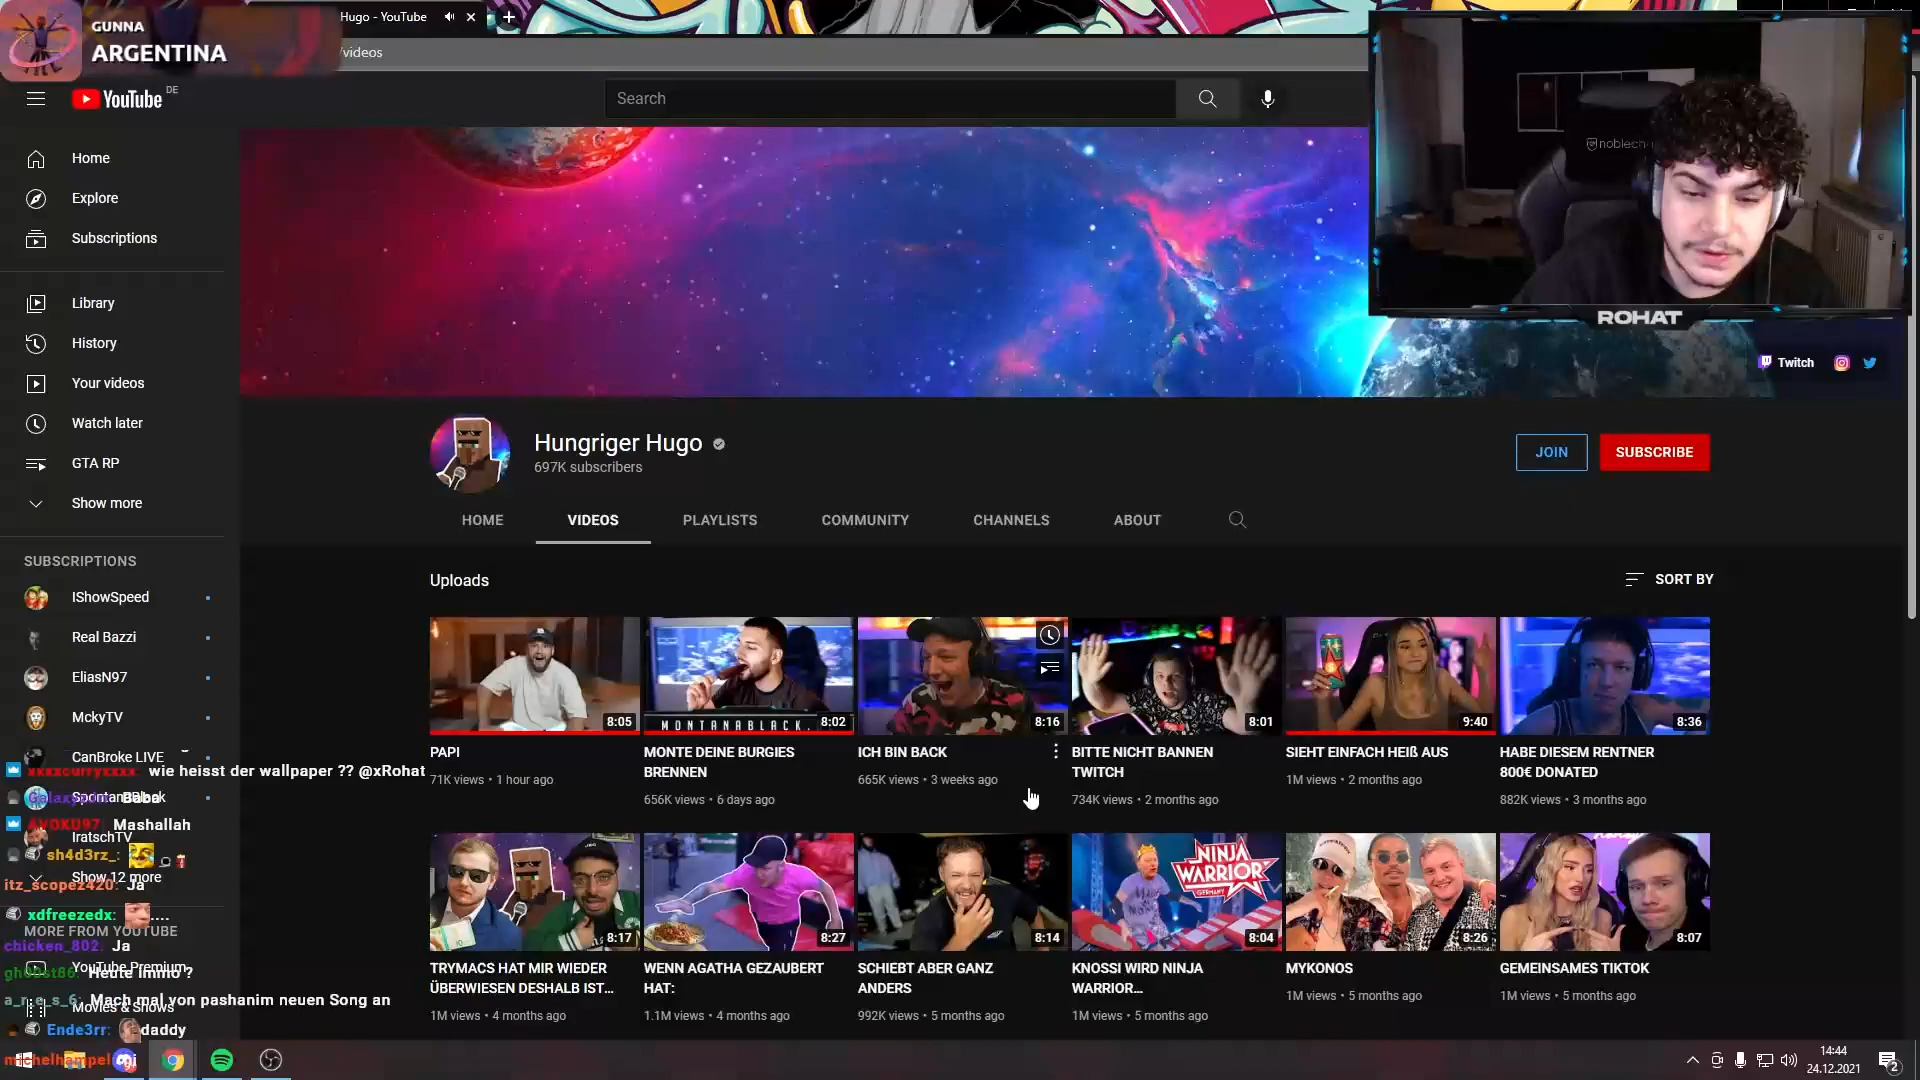 GUNNA
ARGENTINA
Hugo - YouTube
/videos
YouTube DE
Search
noblech
ROHAT
Home
Explore
Subscriptions
Library
History
Your videos
Watch later
GTA RP
Show more
SUBSCRIPTIONS
IShowSpeed
Real Bazzi
EliasN97
MckyTV
CanBroke LIVE
IratschTV
Show 12 more
MORE FROM YOUTUBE
YouTube Premium
Movies & Shows
Twitch
Hungriger Hugo
697K subscribers
JOIN
SUBSCRIBE
HOME
VIDEOS
PLAYLISTS
COMMUNITY
CHANNELS
ABOUT
Uploads
SORT BY
MONTANABLACK.
8:05
8:02
8:16
8:01
9:40
8:36
PAPI
71K views • 1 hour ago
MONTE DEINE BURGIES
BRENNEN
656K views • 6 days ago
ICH BIN BACK
665K views • 3 weeks ago
BITTE NICHT BANNEN
TWITCH
734K views • 2 months ago
SIEHT EINFACH HEIß AUS
1M views • 2 months ago
HABE DIESEM RENTNER
800€ DONATED
882K views • 3 months ago
NINJA
WARRIOR
GERMANY
8:17
8:27
8:14
8:04
8:26
8:07
TRYMACS HAT MIR WIEDER
ÜBERWIESEN DESHALB IST...
1M views • 4 months ago
WENN AGATHA GEZAUBERT
HAT:
1.1M views • 4 months ago
SCHIEBT ABER GANZ
ANDERS
992K views • 5 months ago
KNOSSI WIRD NINJA
WARRIOR...
1M views • 5 months ago
MYKONOS
1M views • 5 months ago
GEMEINSAMES TIKTOK
1M views • 5 months ago
wie heisst der wallpaper ?? @xRohat
Baba
AVOKU97: Mashallah
sh4d3rz_:
itz_scopez420: Ja
xdfreezedx: ....
chicken_802: Ja
Heute Immo ?
a_r_e_s_6: Mach mal von pashanim neuen Song an
Ende3rr: daddy
michelhampel
14:44
24.12.2021
2